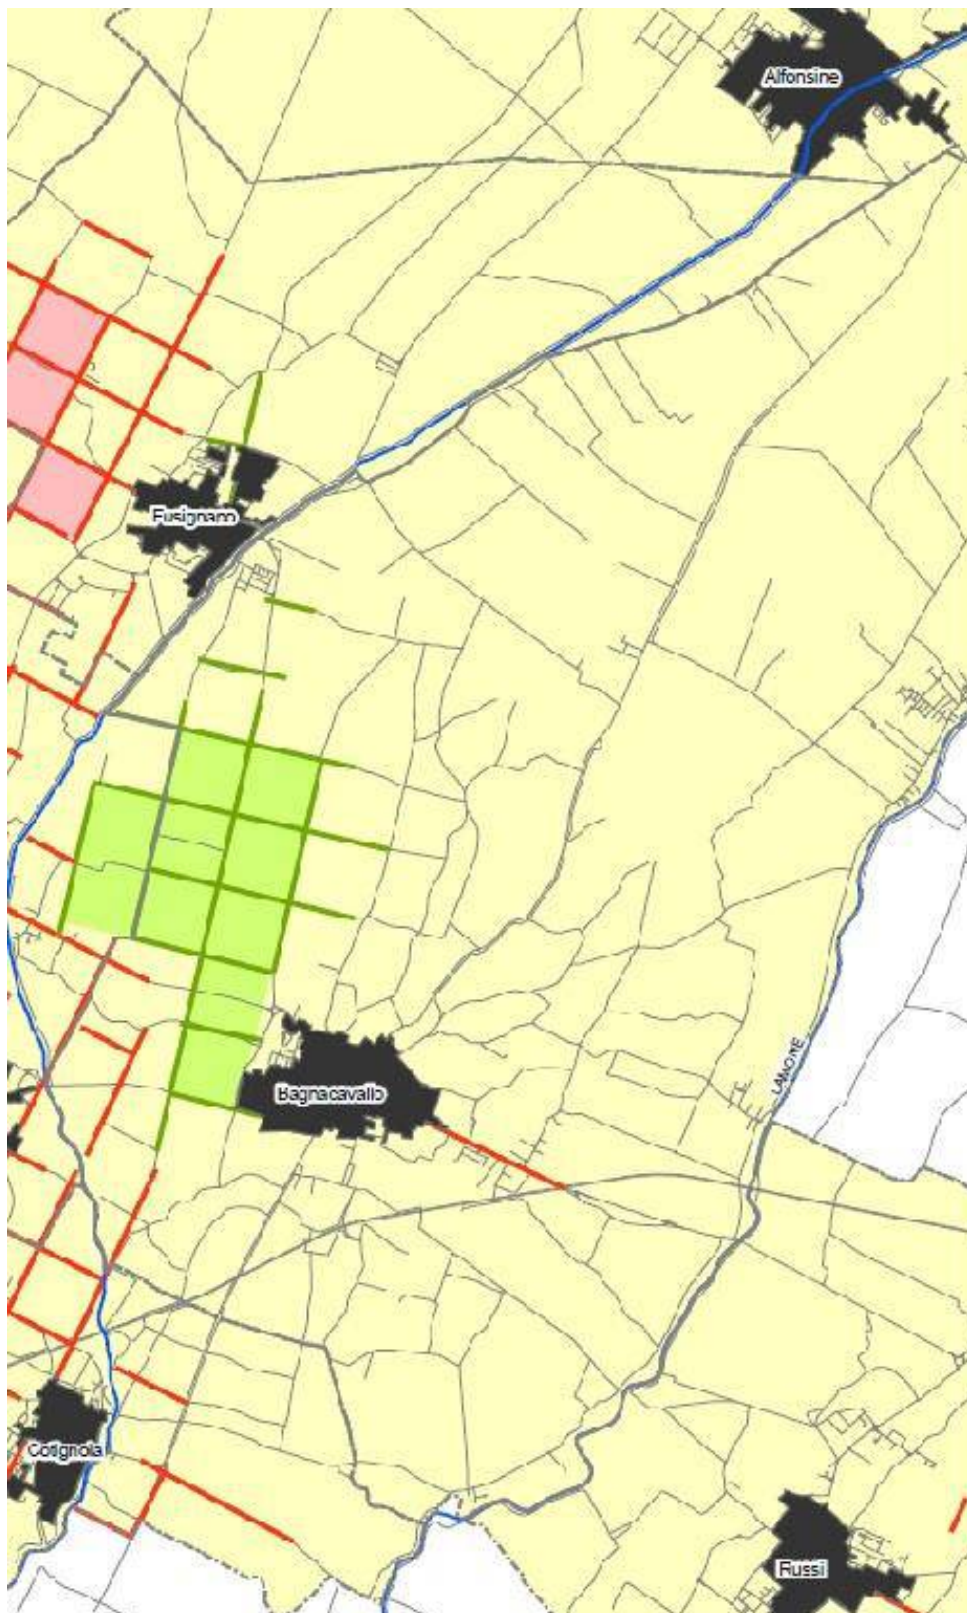 Alfonsine
Fusignano
LAMONE
Bagnacavallo
Cotignola
Russi